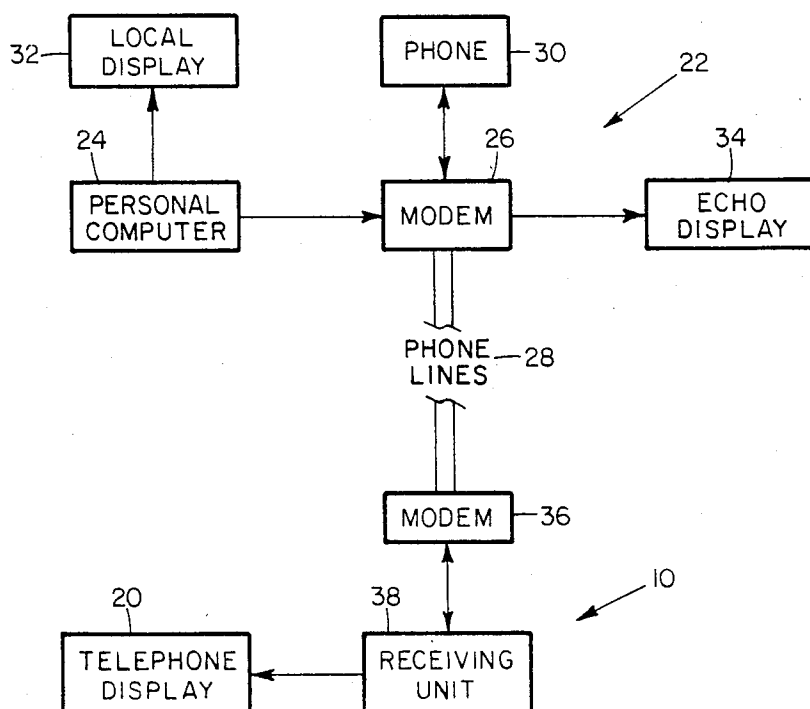 LOCAL
DISPLAY
32
PHONE
30
22
24
26
34
PERSONAL
COMPUTER
MODEM
ECHO
DISPLAY
PHONE
LINES
28
MODEM
36
10
20
38
TELEPHONE
DISPLAY
RECEIVING
UNIT